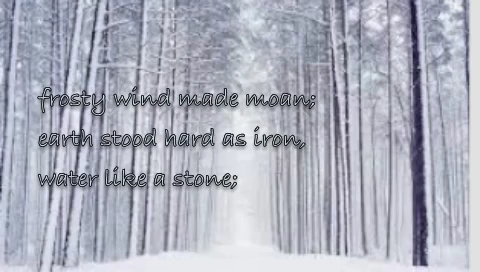 frosty wind made moan;
earth stood hard as iron,
water like a stone;